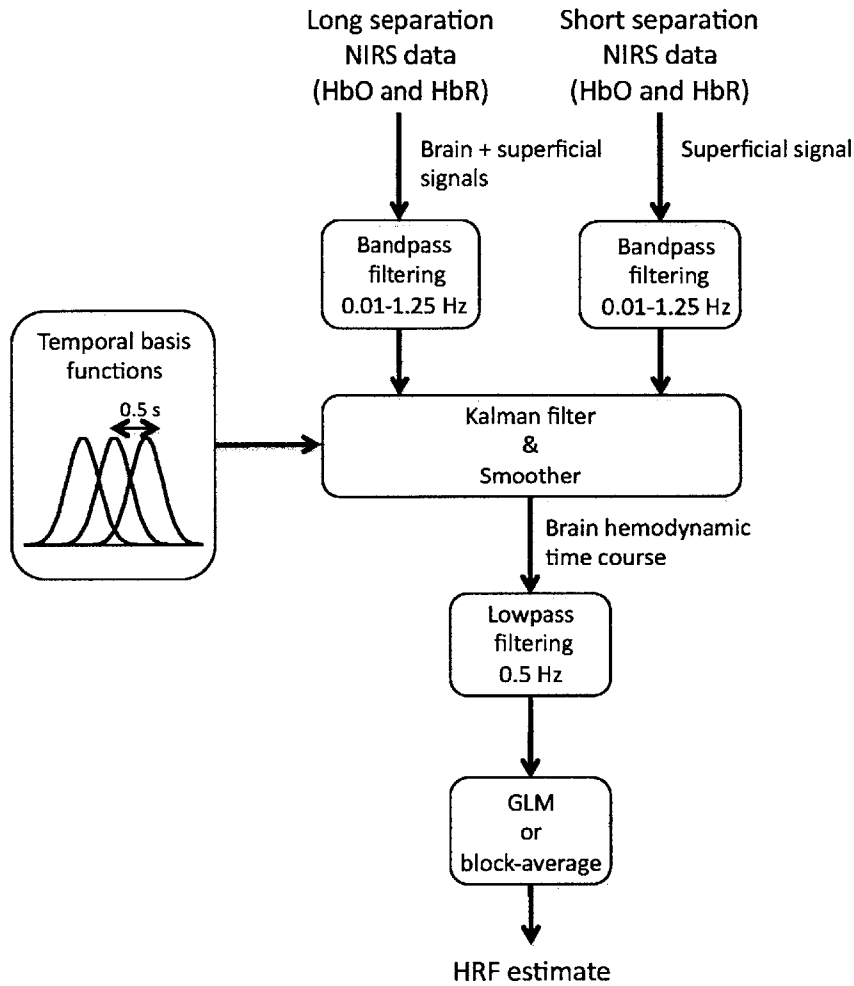 Long separation
NIRS data
(HbO and HbR)
Short separation
NIRS data
(HbO and HbR)
Brain + superficial
signals
Superficial signal
Bandpass
filtering
0.01-1.25 Hz
Bandpass
filtering
0.01-1.25 Hz
Temporal basis
functions
0.5 s
Kalman filter
&
Smoother
Brain hemodynamic
time course
Lowpass
filtering
0.5 Hz
GLM
or
block-average
HRF estimate